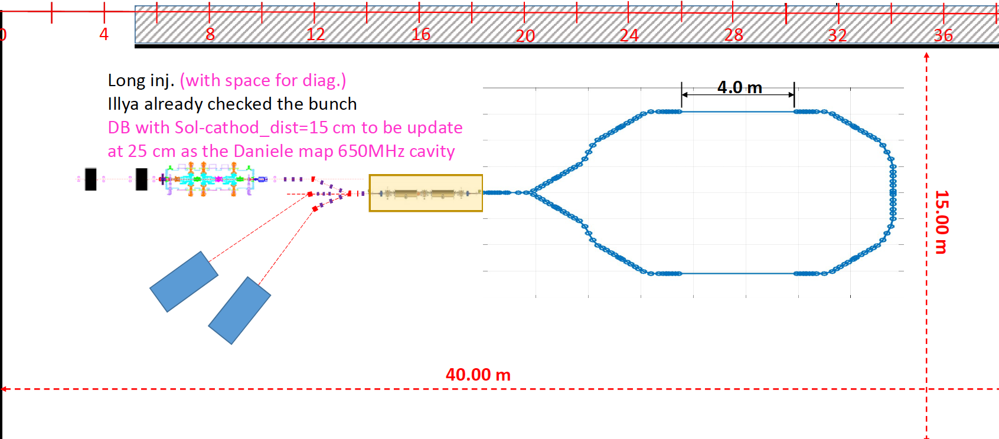 0 4 8 12 16 20 24 28 32 36
Long inj. (with space for diag.)
Illya already checked the bunch
DB with Sol-cathod_dist=15 cm to be update
at 25 cm as the Daniele map 650MHz cavity
4.0 m
15.00 m
40.00 m